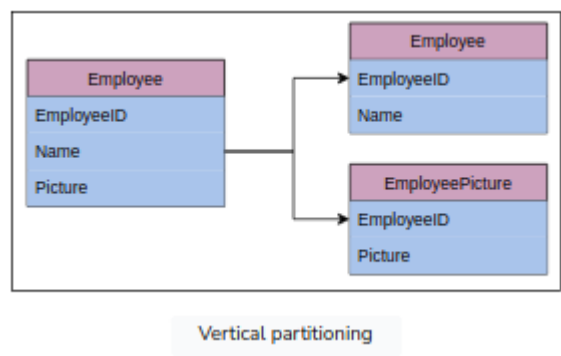 Employee
EmployeeID
Name
Picture
Employee
EmployeeID
Name
EmployeePicture
EmployeeID
Picture
Vertical partitioning